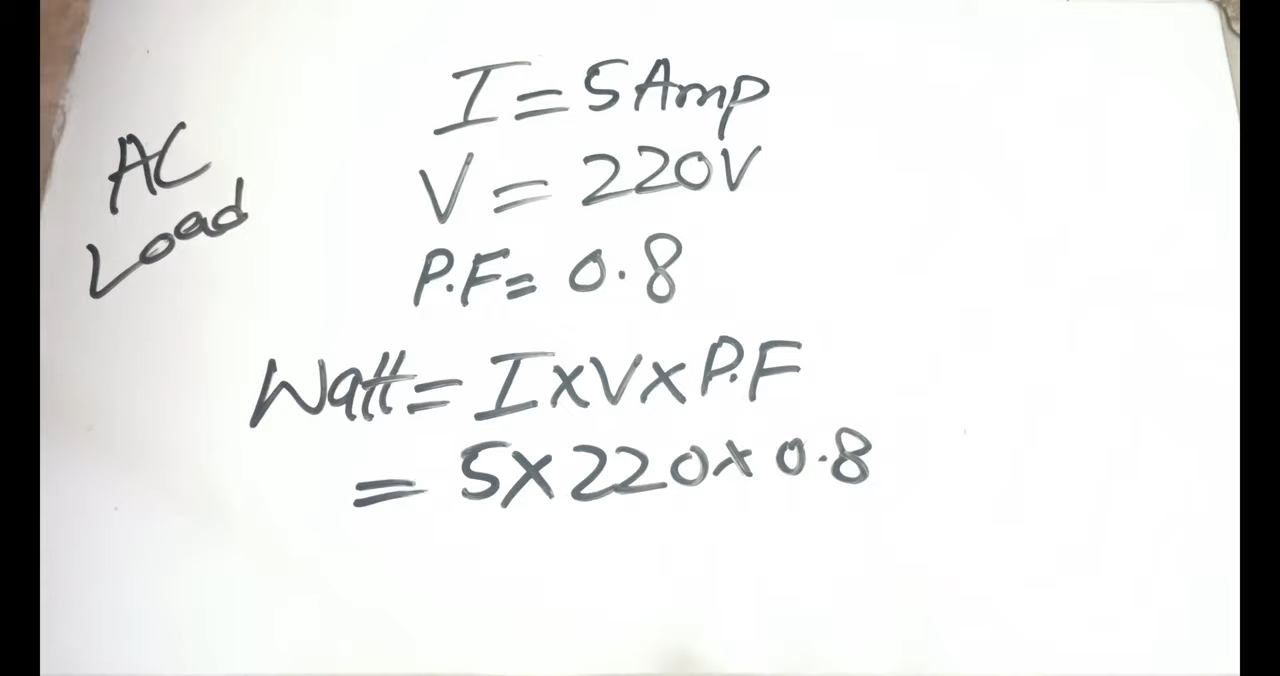 AC
Load
I = 5 Amp
V = 220V
P.F = 0.8
Watt = I x V x P.F
= 5 x 220 x 0.8